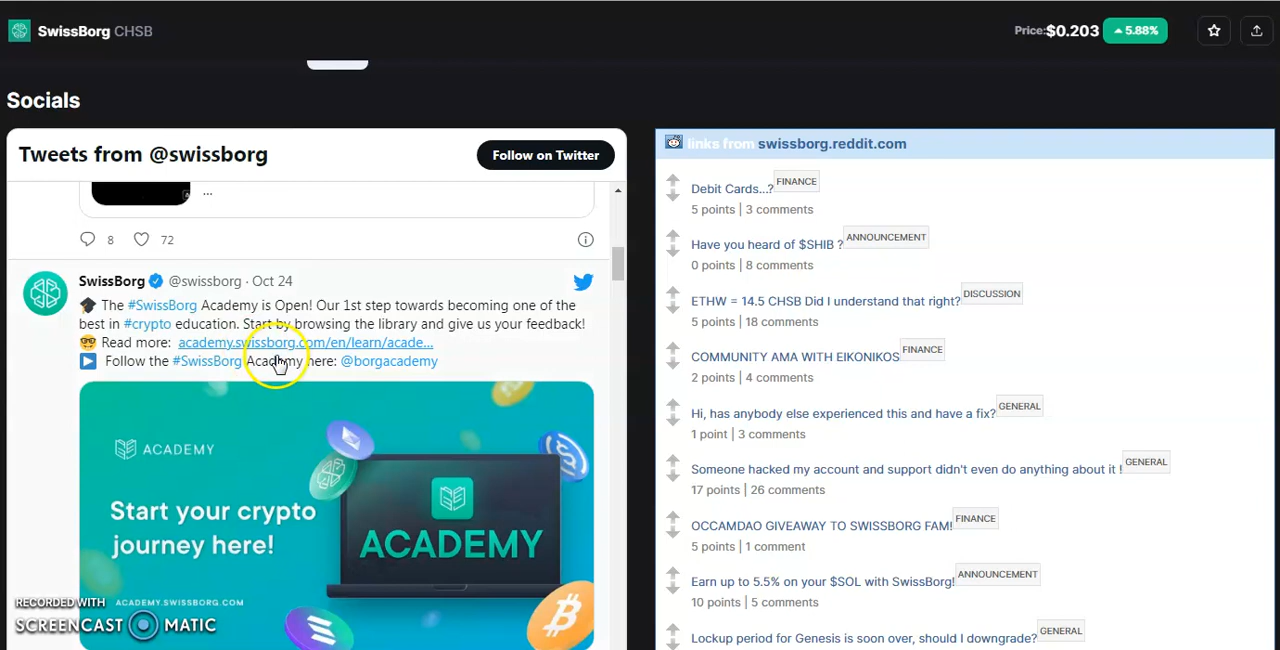 SwissBorg CHSB
Price:$0.203 5.88%
Socials
Tweets from @swissborg
Follow on Twitter
...
8 72
SwissBorg @swissborg · Oct 24
The #SwissBorg Academy is Open! Our 1st step towards becoming one of the
best in #crypto education. Start by browsing the library and give us your feedback!
Read more: academy.swissborg.com/en/learn/acade...
Follow the #SwissBorg Academy here: @borgacademy
ACADEMY
Start your crypto
journey here!
ACADEMY
ACADEMY.SWISSBORG.COM
RECORDED WITH
SCREENCAST MATIC
links from swissborg.reddit.com
Debit Cards...? FINANCE
5 points | 3 comments
Have you heard of $SHIB ? ANNOUNCEMENT
0 points | 8 comments
ETHW = 14.5 CHSB Did I understand that right? DISCUSSION
5 points | 18 comments
COMMUNITY AMA WITH EIKONIKOS FINANCE
2 points | 4 comments
Hi, has anybody else experienced this and have a fix? GENERAL
1 point | 3 comments
Someone hacked my account and support didn't even do anything about it ! GENERAL
17 points | 26 comments
OCCAMDAO GIVEAWAY TO SWISSBORG FAM! FINANCE
5 points | 1 comment
Earn up to 5.5% on your $SOL with SwissBorg! ANNOUNCEMENT
10 points | 5 comments
Lockup period for Genesis is soon over, should I downgrade? GENERAL